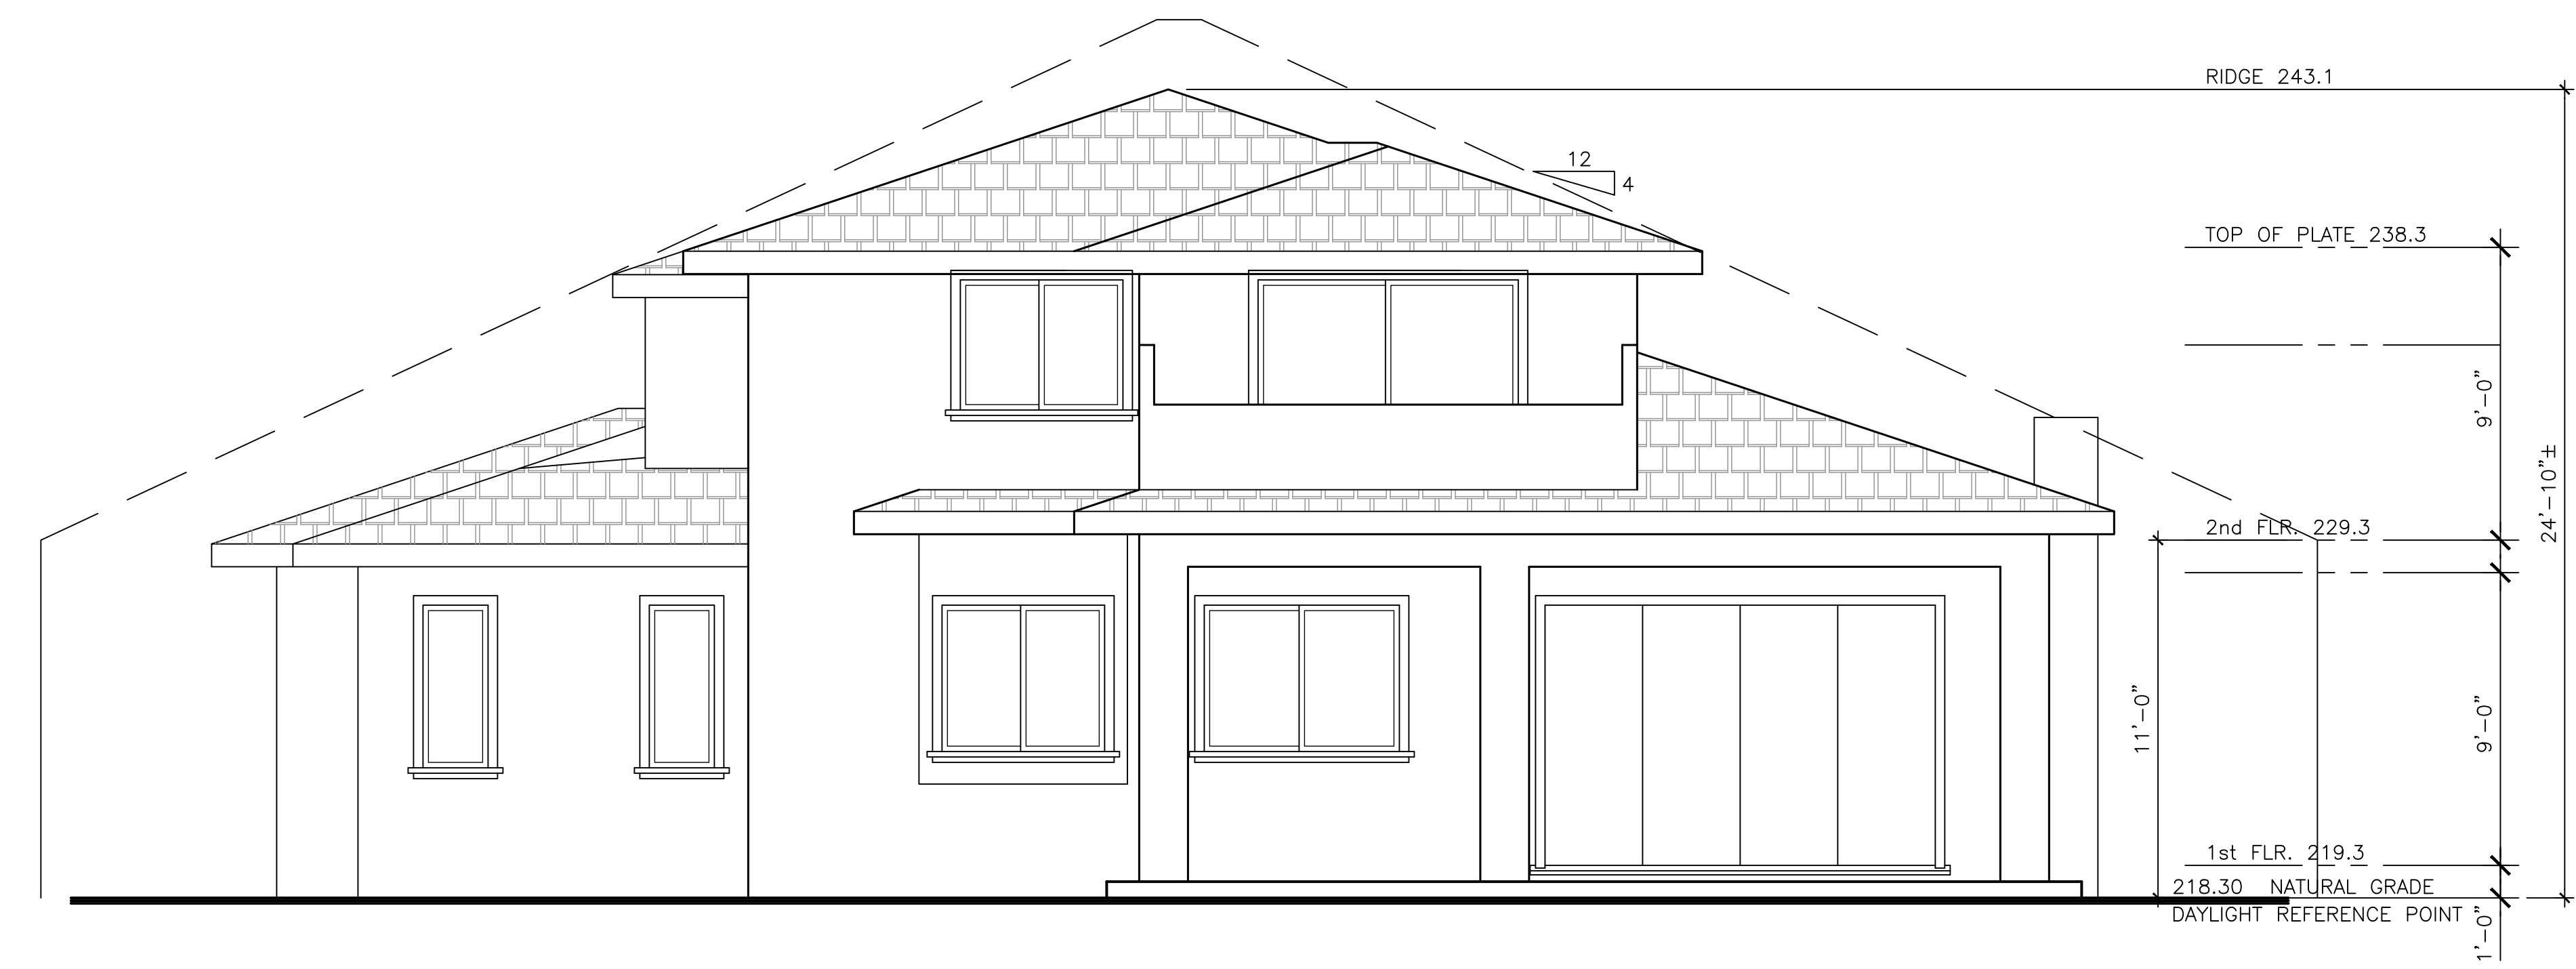 RIDGE 243.1
12
4
TOP OF PLATE 238.3
9'-0"
24'-10"±
2nd FLR. 229.3
11'-0"
9'-0"
1st FLR. 219.3
218.30 NATURAL GRADE
DAYLIGHT REFERENCE POINT
1'-0"